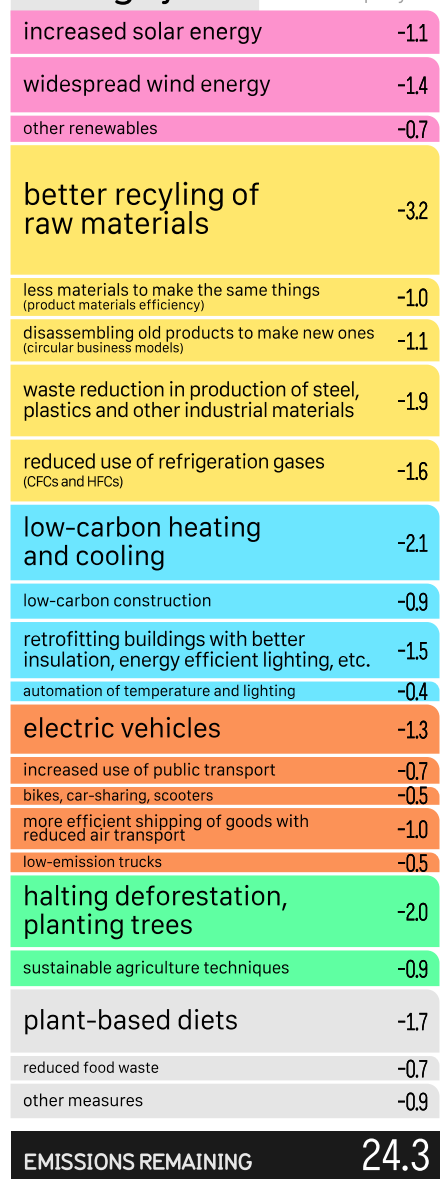 increased solar energy -1.1
widespread wind energy -1.4
other renewables -0.7
better recyling of
raw materials -3.2
less materials to make the same things
(product materials efficiency) -1.0
disassembling old products to make new ones
(circular business models) -1.1
waste reduction in production of steel,
plastics and other industrial materials -1.9
reduced use of refrigeration gases
(CFCs and HFCs) -1.6
low-carbon heating
and cooling -2.1
low-carbon construction -0.9
retrofitting buildings with better
insulation, energy efficient lighting, etc. -1.5
automation of temperature and lighting -0.4
electric vehicles -1.3
increased use of public transport -0.7
bikes, car-sharing, scooters -0.5
more efficient shipping of goods with
reduced air transport -1.0
low-emission trucks -0.5
halting deforestation,
planting trees -2.0
sustainable agriculture techniques -0.9
plant-based diets -1.7
reduced food waste -0.7
other measures -0.9
EMISSIONS REMAINING 24.3